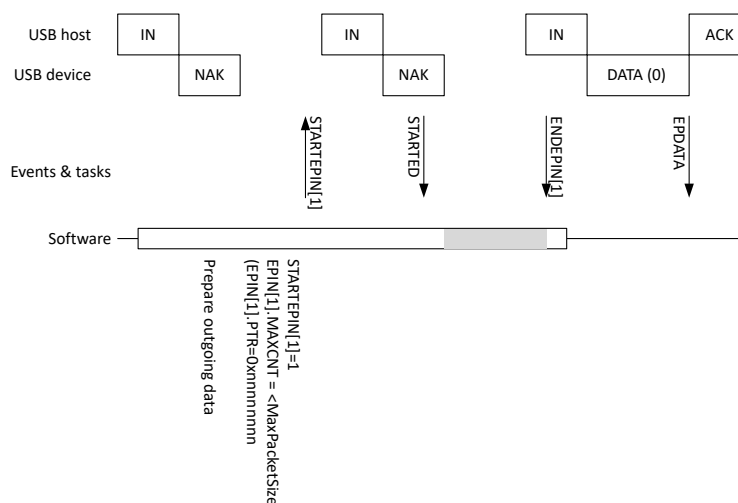 USB host IN IN IN ACK
USB device NAK NAK DATA (0)
Events & tasks STARTEPIN[1] STARTED ENDEPIN[1] EPDATA
Software
Prepare outgoing data
(EPIN[1].PTR=0xnnnnnnnn
EPIN[1].MAXCNT = <MaxPacketSize
STARTEPIN[1]=1